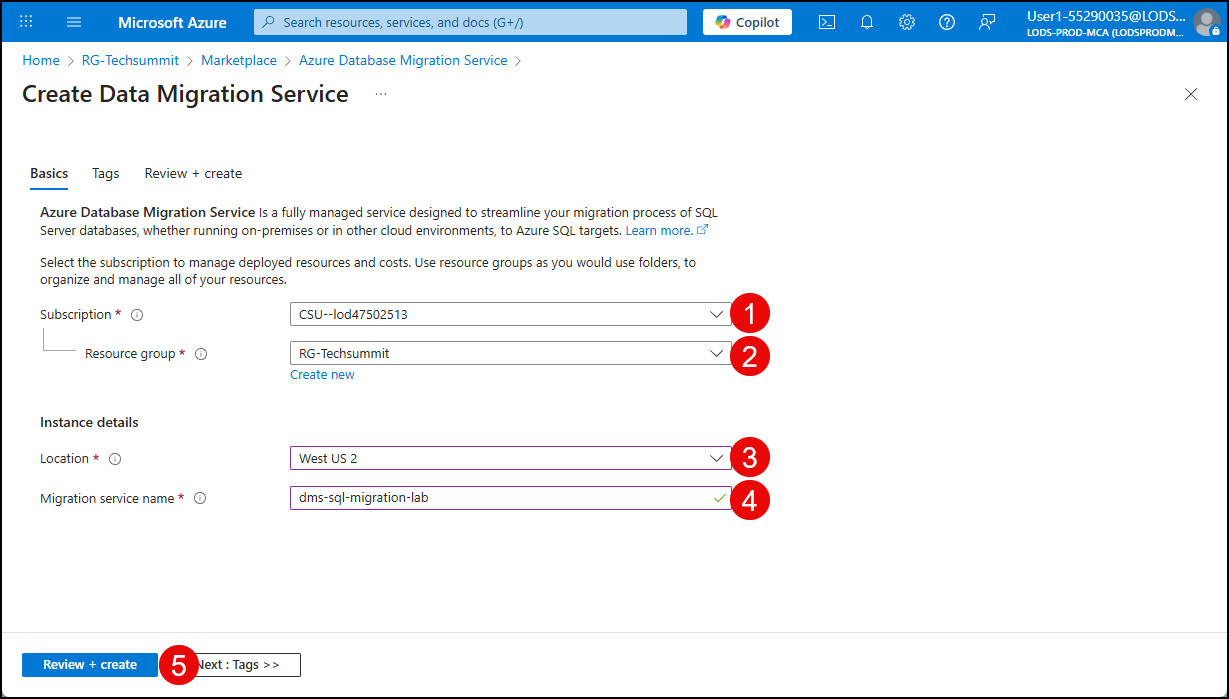 Microsoft Azure
Search resources, services, and docs (G+/)
Copilot
User1-55290035@LODS...
LODS-PROD-MCA (LODSPRODM...
Home > RG-Techsummit > Marketplace > Azure Database Migration Service >
Create Data Migration Service ...
Basics Tags Review + create
Azure Database Migration Service Is a fully managed service designed to streamline your migration process of SQL
Server databases, whether running on-premises or in other cloud environments, to Azure SQL targets. Learn more.
Select the subscription to manage deployed resources and costs. Use resource groups as you would use folders, to
organize and manage all of your resources.
Subscription * CSU--lod47502513 1
Resource group * RG-Techsummit 2
Create new
Instance details
Location * West US 2 3
Migration service name * dms-sql-migration-lab 4
Review + create 5 Next : Tags >>